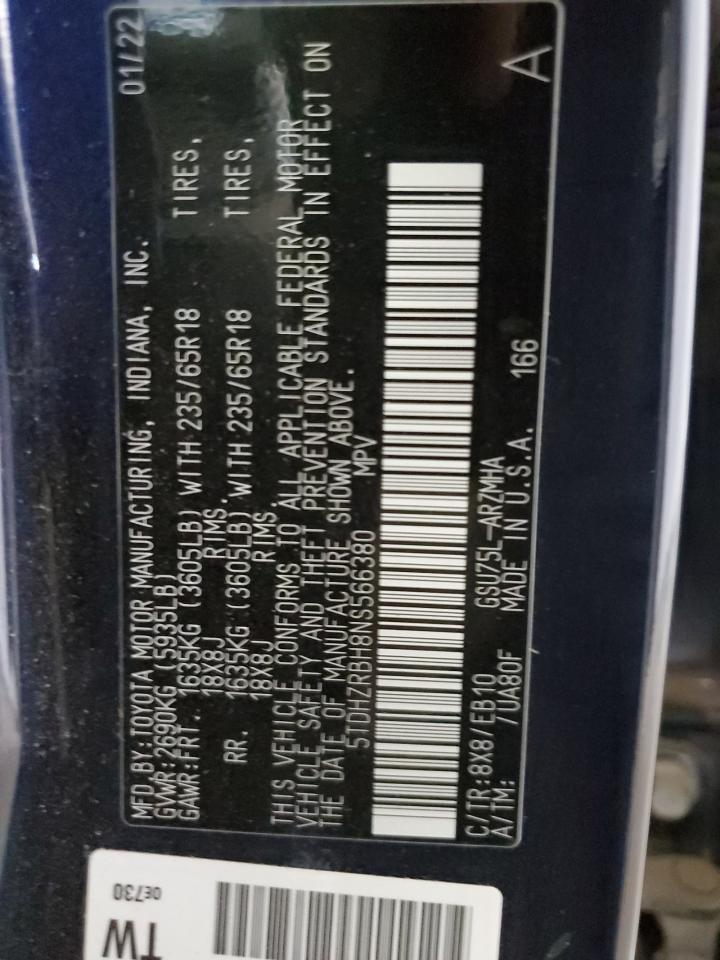 MFD.BY:TOYOTA MOTOR MANUFACTURING, INDIANA, INC. 01/22
GVWR:2690KG (5935LB)
GAWR:FRT. 1635KG (3605LB) WITH 235/65R18 TIRES,
18X8J RIMS.
RR. 1635KG (3605LB) WITH 235/65R18 TIRES,
18X8J RIMS.
THIS VEHICLE CONFORMS TO ALL APPLICABLE FEDERAL MOTOR
VEHICLE SAFETY AND THEFT PREVENTION STANDARDS IN EFFECT ON
THE DATE OF MANUFACTURE SHOWN ABOVE.
5TDHZRBH8NS566380 MPV
C/TR:8X8/EB10 GSU75L-ARZMHA
A/TM: /UA80F MADE IN U.S.A. 166 A
0E730
TW